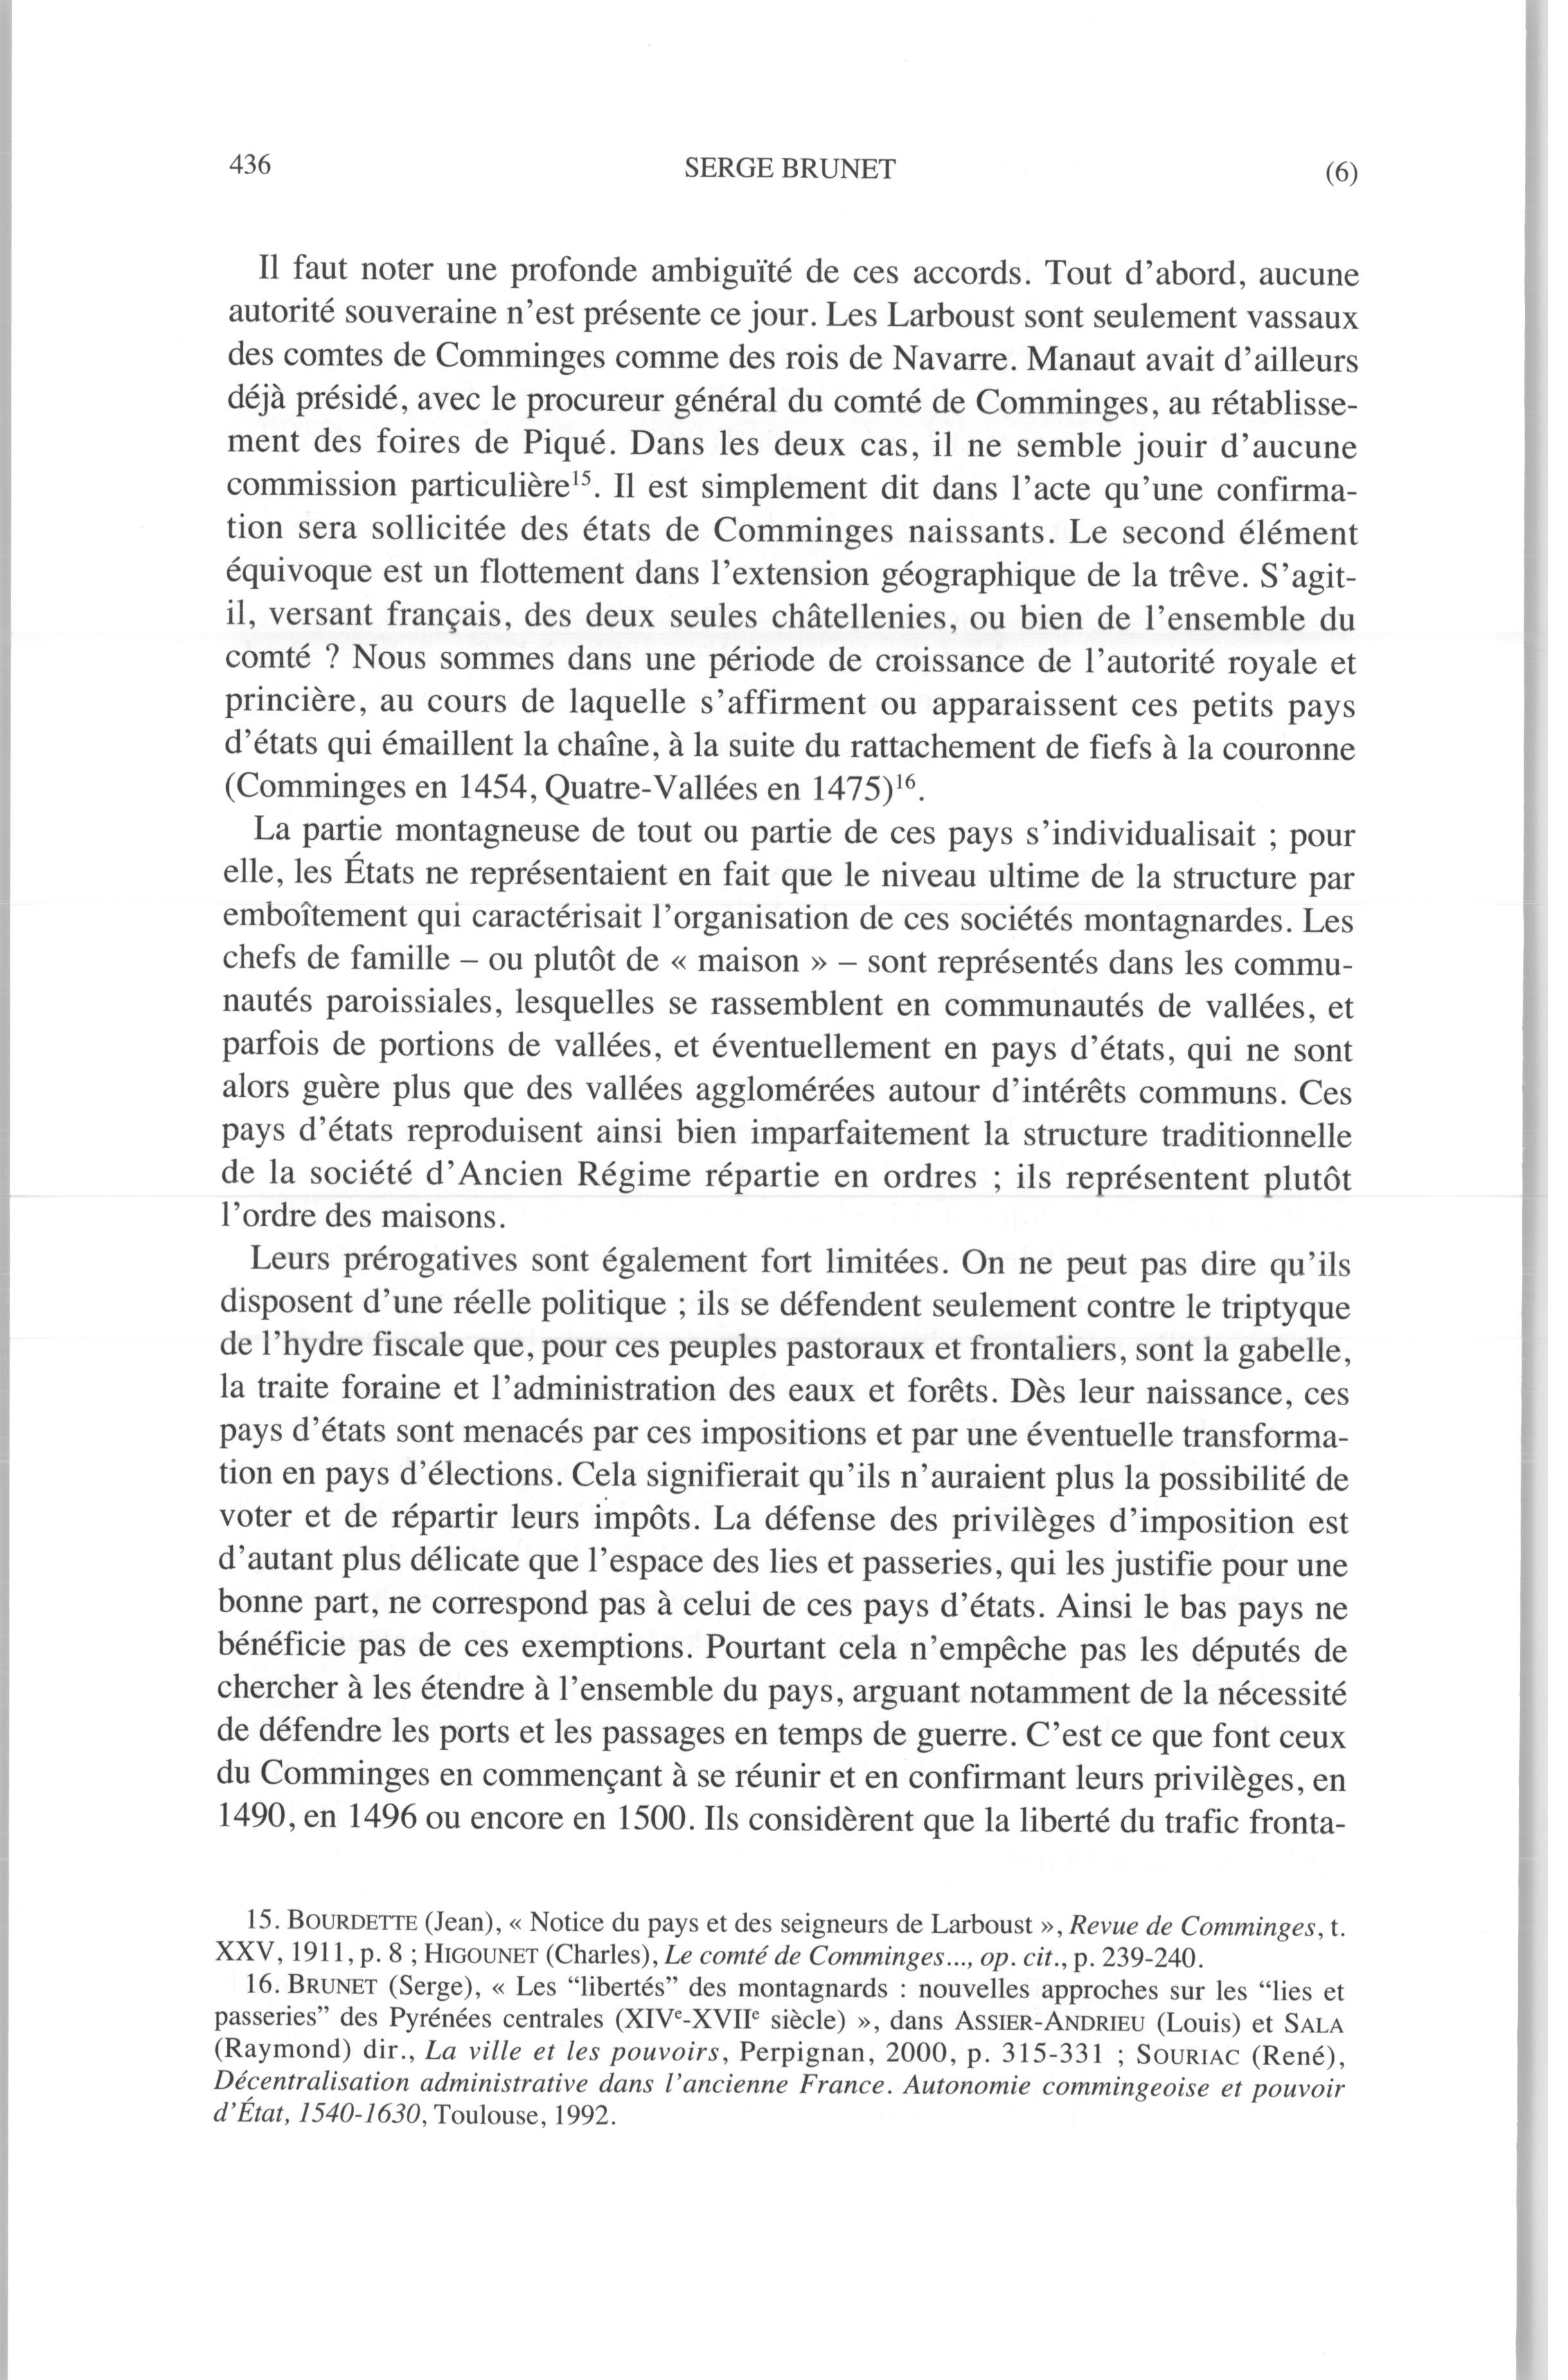 436
SERGE BRUNET
(6)
Il faut noter une profonde ambiguïté de ces accords. Tout d'abord, aucune
autorité souveraine n'est présente ce jour. Les Larboust sont seulement vassaux
des comtes de Comminges comme des rois de Navarre. Manaut avait d'ailleurs
déjà présidé, avec le procureur général du comté de Comminges, au rétablisse-
ment des foires de Piqué. Dans les deux cas, il ne semble jouir d'aucune
commission particulière¹⁵. Il est simplement dit dans l'acte qu'une confirma-
tion sera sollicitée des états de Comminges naissants. Le second élément
équivoque est un flottement dans l'extension géographique de la trêve. S'agit-
il, versant français, des deux seules châtellenies, ou bien de l'ensemble du
comté ? Nous sommes dans une période de croissance de l'autorité royale et
princière, au cours de laquelle s'affirment ou apparaissent ces petits pays
d'états qui émaillent la chaîne, à la suite du rattachement de fiefs à la couronne
(Comminges en 1454, Quatre-Vallées en 1475)¹⁶.
La partie montagneuse de tout ou partie de ces pays s'individualisait ; pour
elle, les États ne représentaient en fait que le niveau ultime de la structure par
emboîtement qui caractérisait l'organisation de ces sociétés montagnardes. Les
chefs de famille – ou plutôt de « maison » – sont représentés dans les commu-
nautés paroissiales, lesquelles se rassemblent en communautés de vallées, et
parfois de portions de vallées, et éventuellement en pays d'états, qui ne sont
alors guère plus que des vallées agglomérées autour d'intérêts communs. Ces
pays d'états reproduisent ainsi bien imparfaitement la structure traditionnelle
de la société d'Ancien Régime répartie en ordres ; ils représentent plutôt
l'ordre des maisons.
Leurs prérogatives sont également fort limitées. On ne peut pas dire qu'ils
disposent d'une réelle politique ; ils se défendent seulement contre le triptyque
de l'hydre fiscale que, pour ces peuples pastoraux et frontaliers, sont la gabelle,
la traite foraine et l'administration des eaux et forêts. Dès leur naissance, ces
pays d'états sont menacés par ces impositions et par une éventuelle transforma-
tion en pays d'élections. Cela signifierait qu'ils n'auraient plus la possibilité de
voter et de répartir leurs impôts. La défense des privilèges d'imposition est
d'autant plus délicate que l'espace des lies et passeries, qui les justifie pour une
bonne part, ne correspond pas à celui de ces pays d'états. Ainsi le bas pays ne
bénéficie pas de ces exemptions. Pourtant cela n'empêche pas les députés de
chercher à les étendre à l'ensemble du pays, arguant notamment de la nécessité
de défendre les ports et les passages en temps de guerre. C'est ce que font ceux
du Comminges en commençant à se réunir et en confirmant leurs privilèges, en
1490, en 1496 ou encore en 1500. Ils considèrent que la liberté du trafic fronta-
15. BOURDETTE (Jean), « Notice du pays et des seigneurs de Larboust », Revue de Comminges, t.
XXV, 1911, p. 8 ; HIGOUNET (Charles), Le comté de Comminges..., op. cit., p. 239-240.
16. BRUNET (Serge), « Les “libertés” des montagnards : nouvelles approches sur les “lies et
passeries” des Pyrénées centrales (XIVᵉ-XVIIᵉ siècle) », dans ASSIER-ANDRIEU (Louis) et SALA
(Raymond) dir., La ville et les pouvoirs, Perpignan, 2000, p. 315-331 ; SOURIAC (René),
Décentralisation administrative dans l'ancienne France. Autonomie commingeoise et pouvoir
d'État, 1540-1630, Toulouse, 1992.